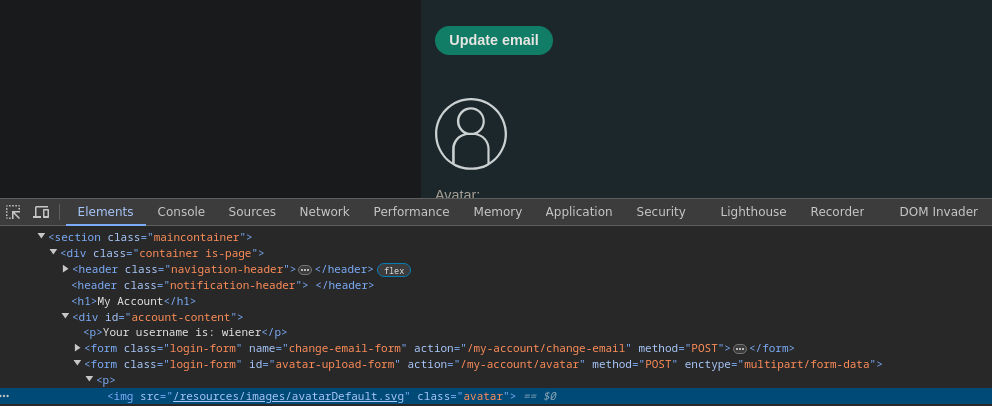 Update email
Avatar:
Elements Console Sources Network Performance Memory Application Security Lighthouse Recorder DOM Invader
<section class="maincontainer">
<div class="container is-page">
<header class="navigation-header">⋯</header> flex
<header class="notification-header"> </header>
<h1>My Account</h1>
<div id="account-content">
<p>Your username is: wiener</p>
<form class="login-form" name="change-email-form" action="/my-account/change-email" method="POST">⋯</form>
<form class="login-form" id="avatar-upload-form" action="/my-account/avatar" method="POST" enctype="multipart/form-data">
<p>
⋯ <img src="/resources/images/avatarDefault.svg" class="avatar"> == $0